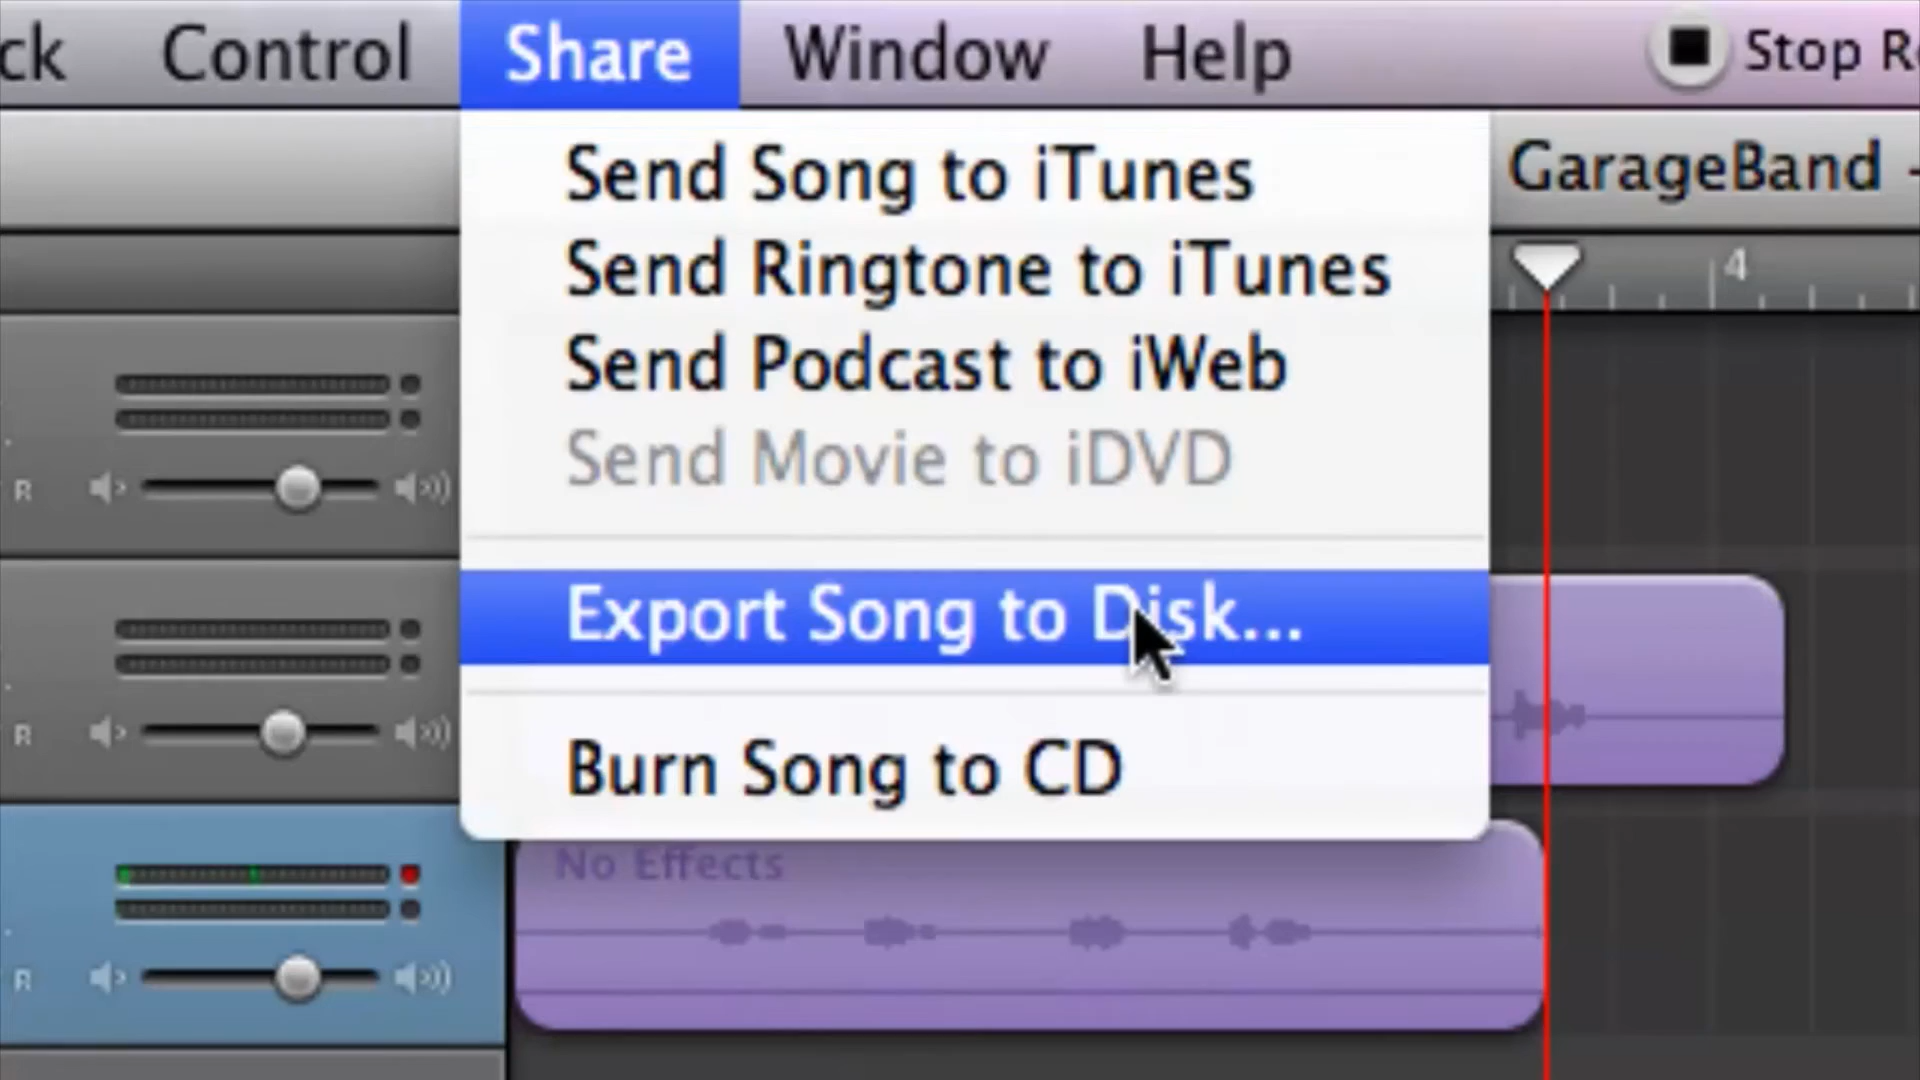 ck Control Share Window Help Stop R
Send Song to iTunes
GarageBand -
Send Ringtone to iTunes
4
Send Podcast to iWeb
Send Movie to iDVD
R
Export Song to Disk...
R
Burn Song to CD
No Effects
R